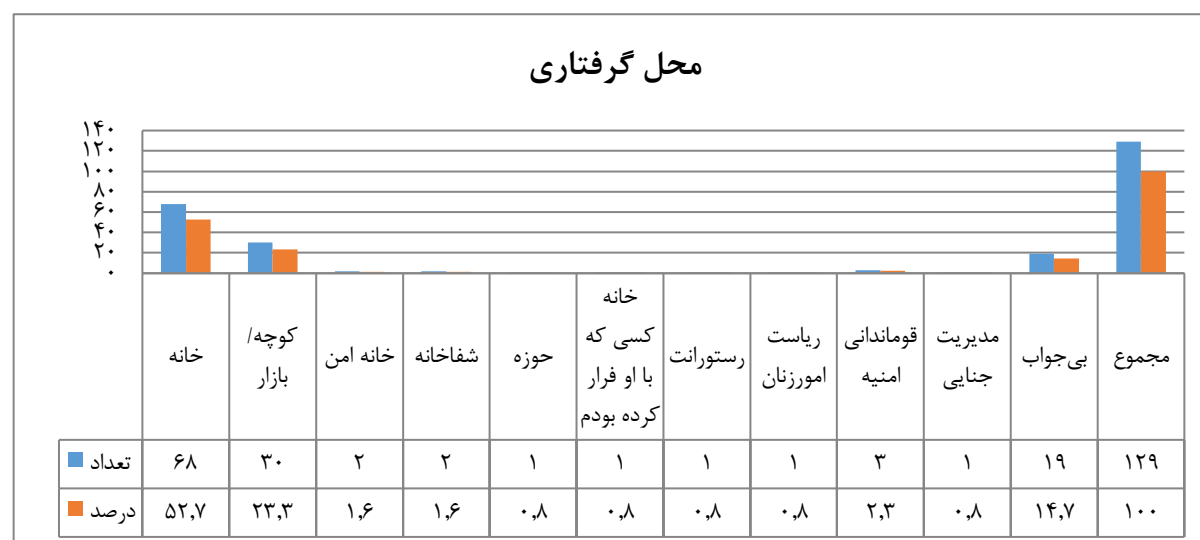 محل گرفتاری
۱۴۰
۱۲۰
۱۰۰
۸۰
۶۰
۴۰
۲۰
۰
خانه
کوچه/
بازار
خانه امن
شفاخانه
حوزه
خانه
کسی که
با او فرار
کرده بودم
رستورانت
ریاست
امورزنان
قوماندانی
امنیه
مدیریت
جنایی
بی‌جواب
مجموع
تعداد ۶۸ ۳۰ ۲ ۲ ۱ ۱ ۱ ۱ ۳ ۱ ۱۹ ۱۲۹
درصد ۵۲,۷ ۲۳,۳ ۱,۶ ۱,۶ ۰,۸ ۰,۸ ۰,۸ ۰,۸ ۲,۳ ۰,۸ ۱۴,۷ ۱۰۰